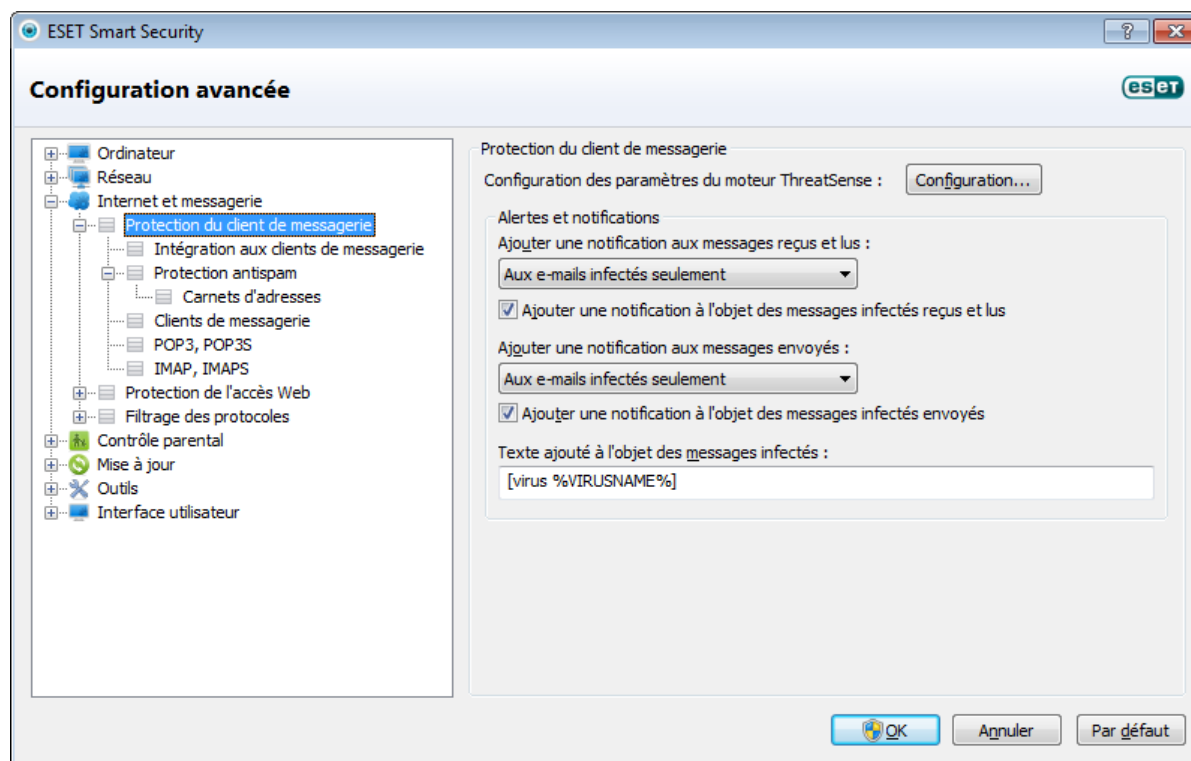 ESET Smart Security
?
Configuration avancée
eseT
Ordinateur
Réseau
Internet et messagerie
Protection du client de messagerie
Intégration aux clients de messagerie
Protection antispam
Carnets d'adresses
Clients de messagerie
POP3, POP3S
IMAP, IMAPS
Protection de l'accès Web
Filtrage des protocoles
Contrôle parental
Mise à jour
Outils
Interface utilisateur
Protection du client de messagerie
Configuration des paramètres du moteur ThreatSense :
Configuration...
Alertes et notifications
Ajouter une notification aux messages reçus et lus :
Aux e-mails infectés seulement
Ajouter une notification à l'objet des messages infectés reçus et lus
Ajouter une notification aux messages envoyés :
Aux e-mails infectés seulement
Ajouter une notification à l'objet des messages infectés envoyés
Texte ajouté à l'objet des messages infectés :
[virus %VIRUSNAME%]
OK
Annuler
Par défaut